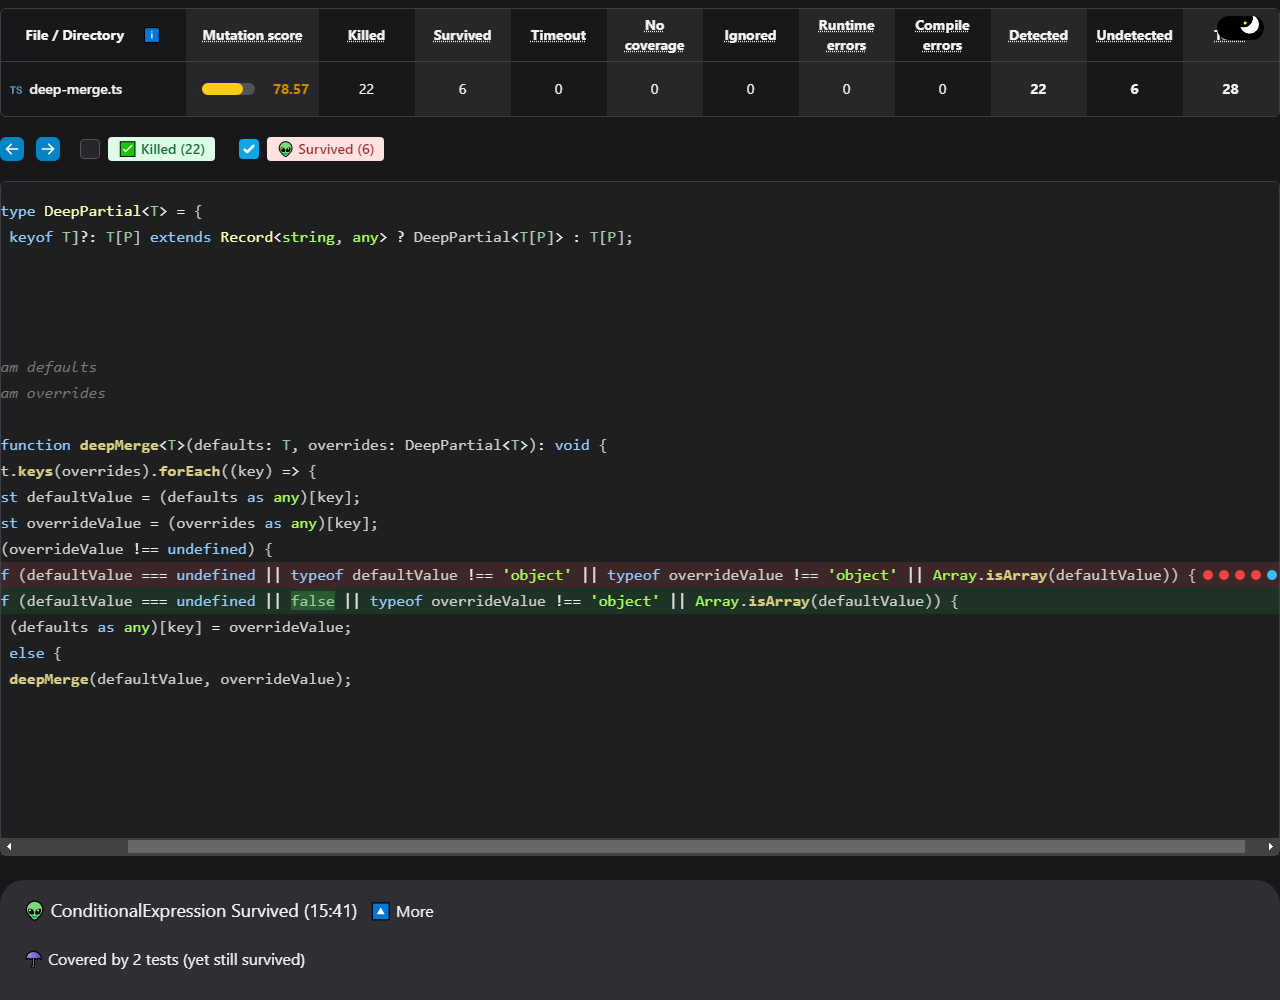 File / Directory Mutation score Killed Survived Timeout No coverage Ignored Runtime errors Compile errors Detected Undetected
TS deep-merge.ts 78.57 22 6 0 0 0 0 0 22 6 28
Killed (22) Survived (6)
type DeepPartial<T> = {
keyof T]?: T[P] extends Record<string, any> ? DeepPartial<T[P]> : T[P];
am defaults
am overrides
function deepMerge<T>(defaults: T, overrides: DeepPartial<T>): void {
t.keys(overrides).forEach((key) => {
st defaultValue = (defaults as any)[key];
st overrideValue = (overrides as any)[key];
(overrideValue !== undefined) {
f (defaultValue === undefined || typeof defaultValue !== 'object' || typeof overrideValue !== 'object' || Array.isArray(defaultValue)) {
f (defaultValue === undefined || false || typeof overrideValue !== 'object' || Array.isArray(defaultValue)) {
(defaults as any)[key] = overrideValue;
else {
deepMerge(defaultValue, overrideValue);
ConditionalExpression Survived (15:41) More
Covered by 2 tests (yet still survived)